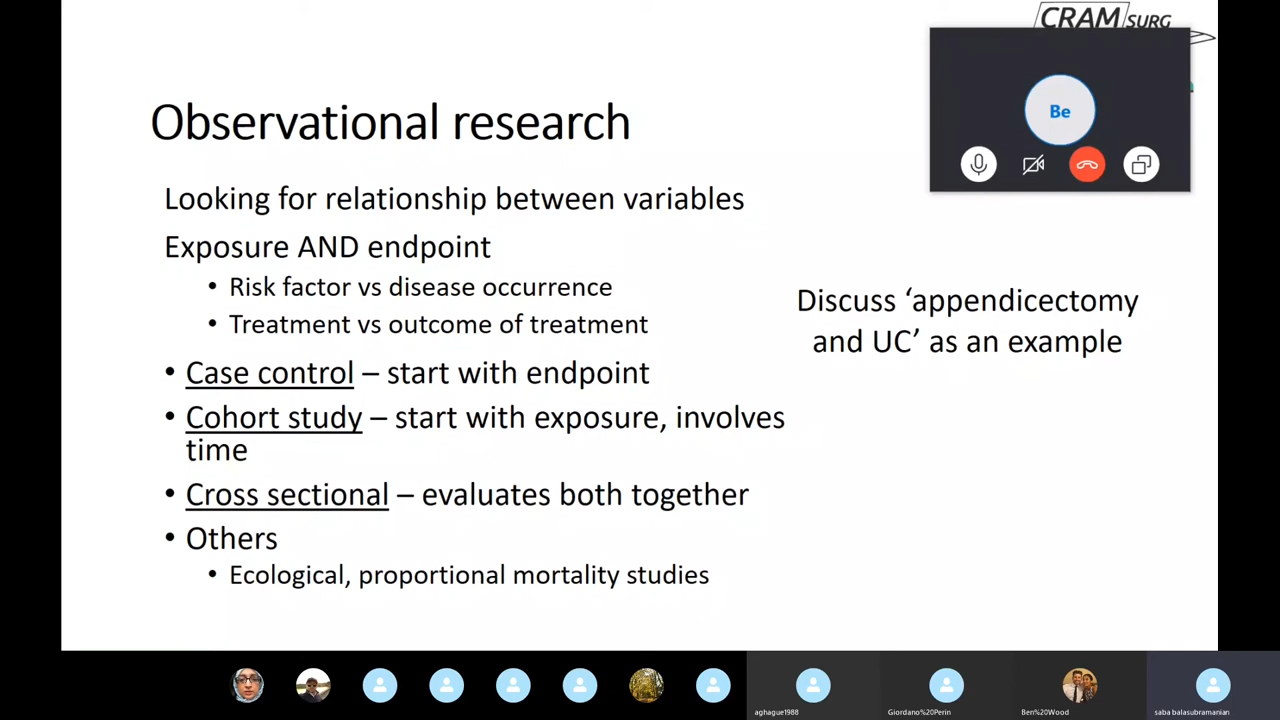 CRAM SURG
Be
Observational research
Looking for relationship between variables
Exposure AND endpoint
• Risk factor vs disease occurrence
• Treatment vs outcome of treatment
Discuss ‘appendicectomy
and UC’ as an example
• Case control – start with endpoint
• Cohort study – start with exposure, involves
time
• Cross sectional – evaluates both together
• Others
• Ecological, proportional mortality studies
aghague1988
Giordano%20Perin
Ben%20Wood
saba balasubramanian